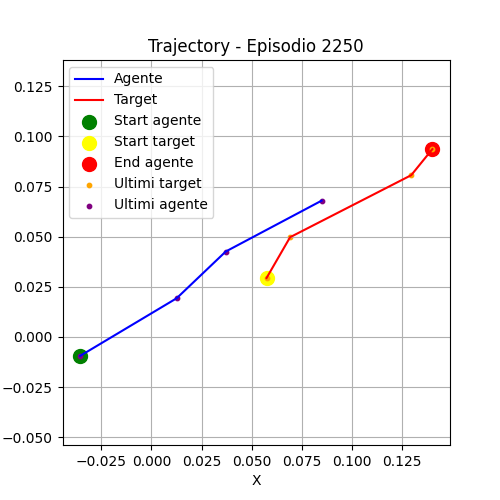 Trajectory - Episodio 2250
Agente
Target
Start agente
Start target
End agente
Ultimi target
Ultimi agente
0.125
0.100
0.075
0.050
0.025
0.000
−0.025
−0.050
−0.025 0.000 0.025 0.050 0.075 0.100 0.125
X